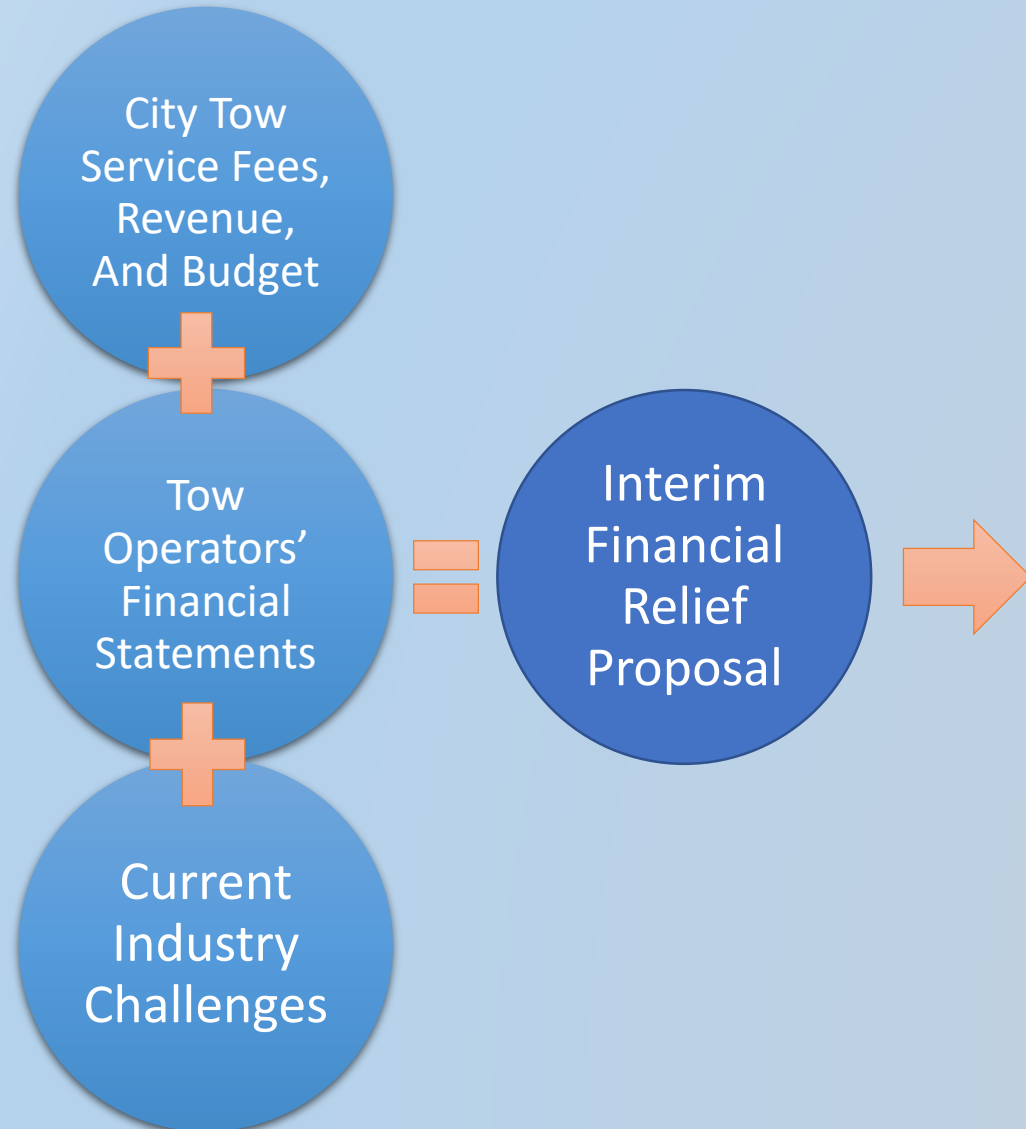 City Tow
Service Fees,
Revenue,
And Budget
Tow
Operators’
Financial
Statements
Current
Industry
Challenges
Interim
Financial
Relief
Proposal